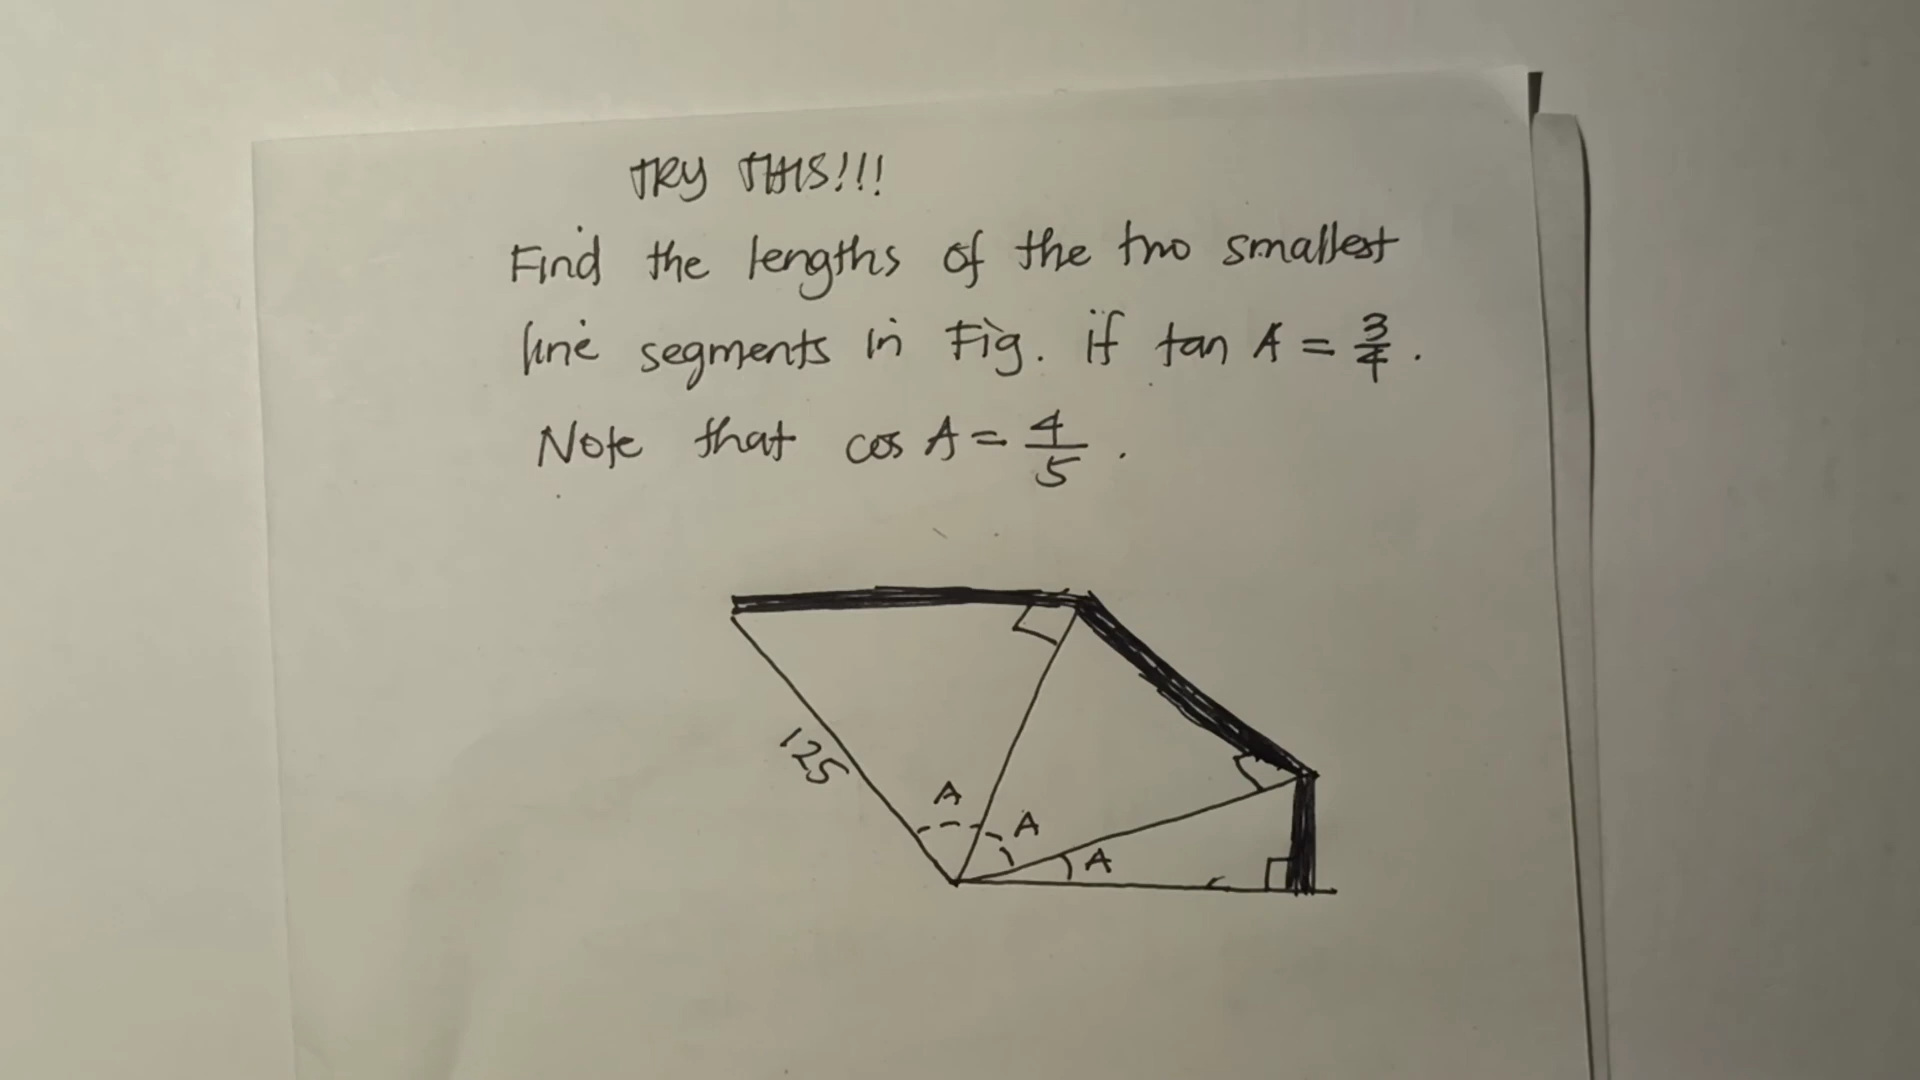 TRY THIS!!!
Find the lengths of the two smallest
line segments in Fig. if tan A = 3/4.
Note that cos A = 4/5.
125
A
A
A